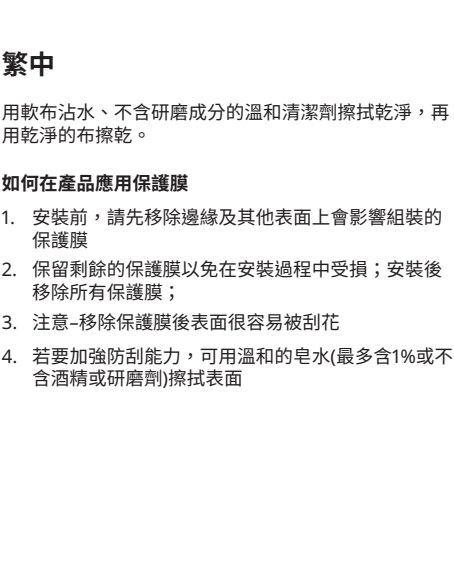 繁中
用軟布沾水、不含研磨成分的溫和清潔劑擦拭乾淨，再
用乾淨的布擦乾。
如何在產品應用保護膜
1. 安裝前，請先移除邊緣及其他表面上會影響組裝的
保護膜
2. 保留剩餘的保護膜以免在安裝過程中受損；安裝後
移除所有保護膜；
3. 注意–移除保護膜後表面很容易被刮花
4. 若要加強防刮能力，可用溫和的皂水(最多含1%或不
含酒精或研磨劑)擦拭表面